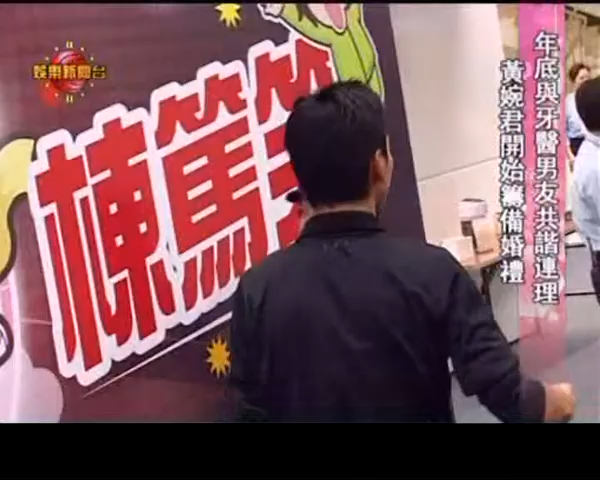 娛樂新聞台
棟篤笑
年底與牙醫男友共諧連理
黃婉君開始籌備婚禮